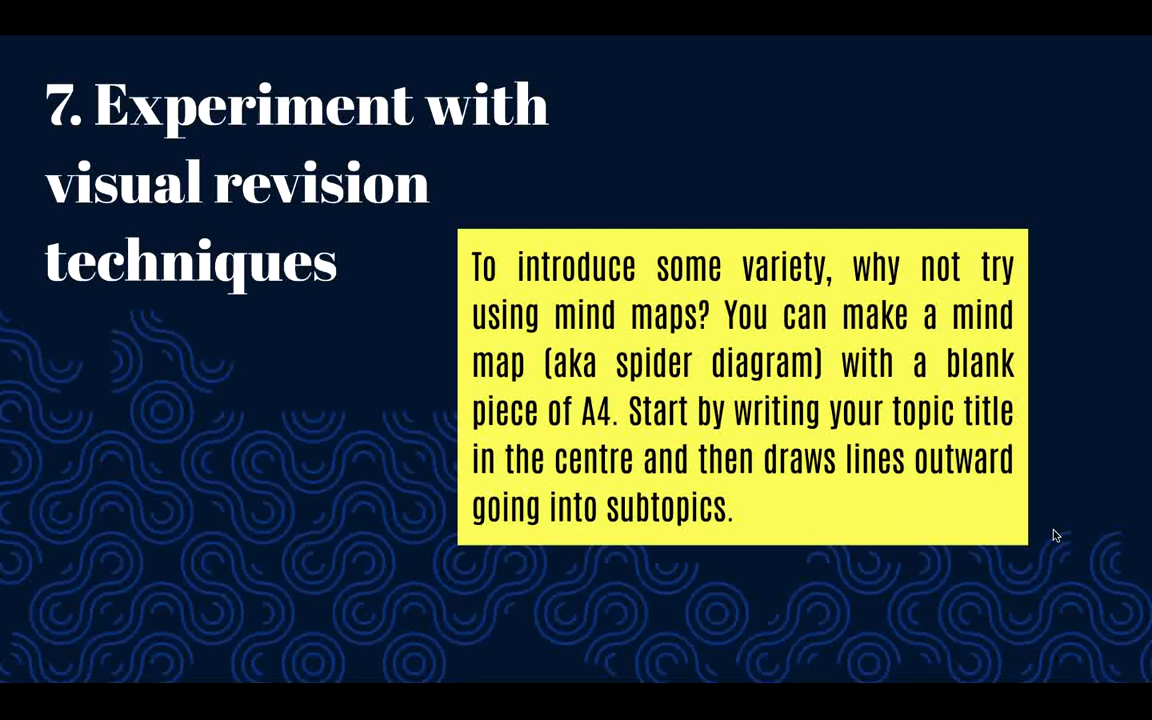 7. Experiment with
visual revision
techniques
To introduce some variety, why not try
using mind maps? You can make a mind
map (aka spider diagram) with a blank
piece of A4. Start by writing your topic title
in the centre and then draws lines outward
going into subtopics.